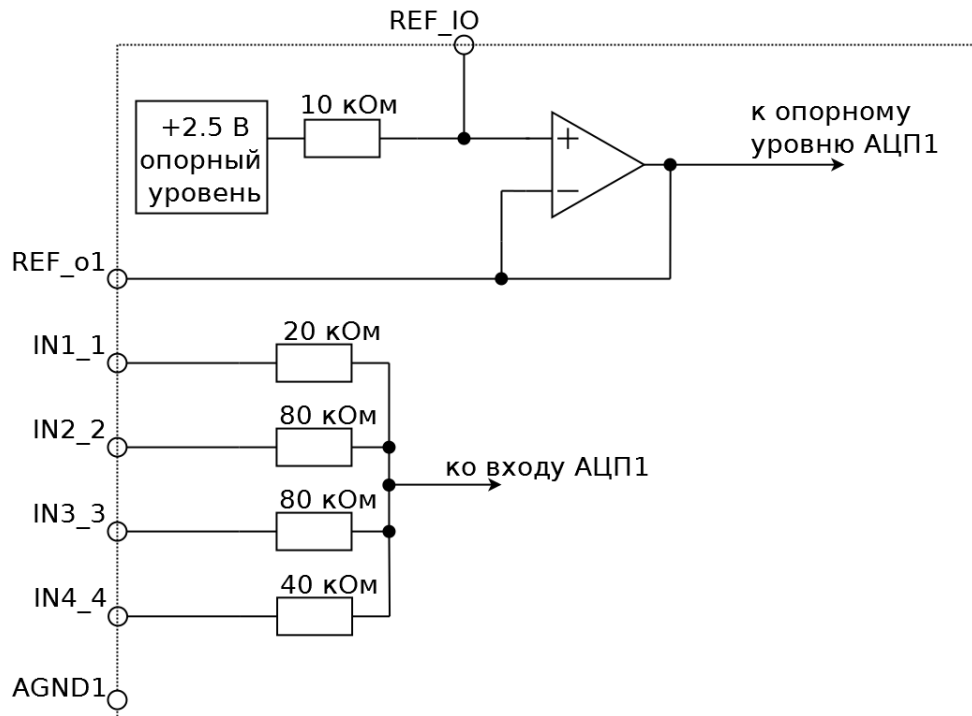 REF_IO
10 кОм
+2.5 В
опорный
уровень
+
−
к опорному
уровню АЦП1
REF_o1
20 кОм
IN1_1
80 кОм
IN2_2
ко входу АЦП1
80 кОм
IN3_3
40 кОм
IN4_4
AGND1